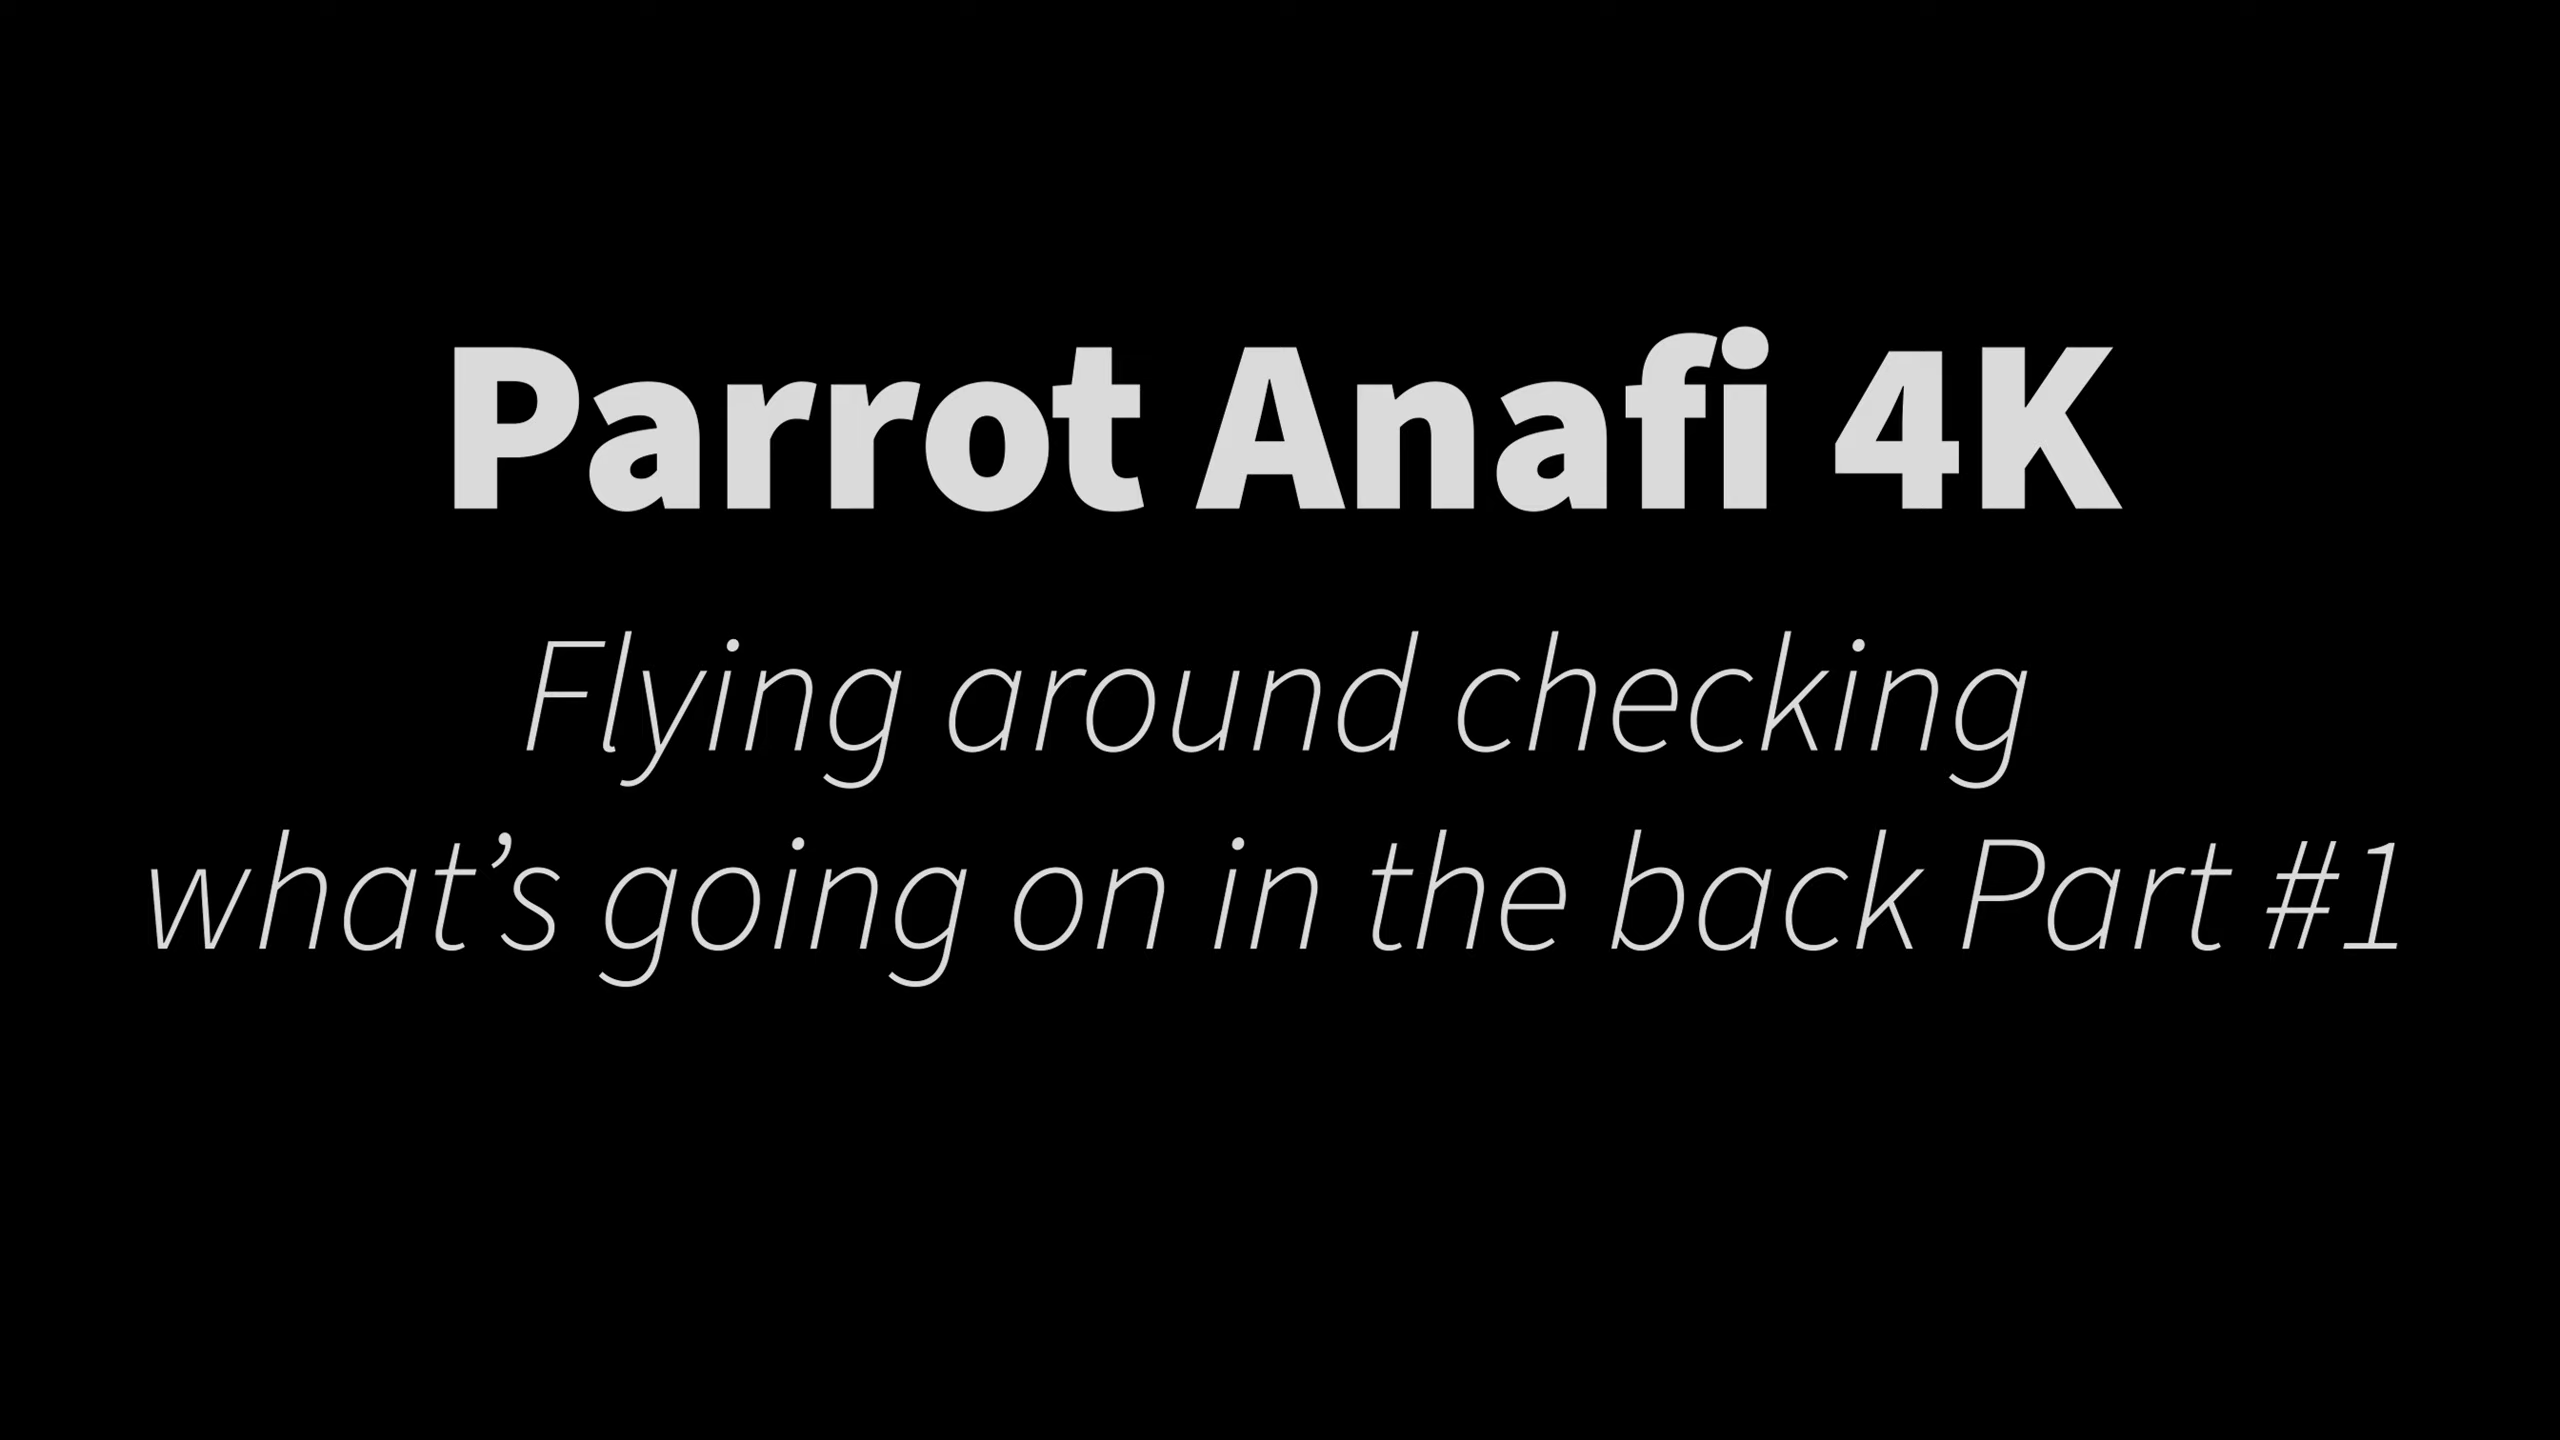 Parrot Anafi 4K
Flying around checking
what’s going on in the back Part #1